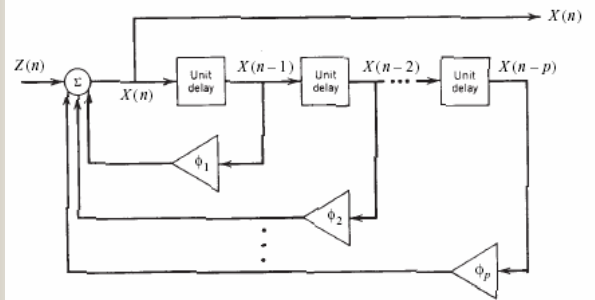 X(n)
Z(n)
Σ
X(n)
Unit delay
X(n−1)
Unit delay
X(n−2)
Unit delay
X(n−p)
ϕ1
ϕ2
ϕp